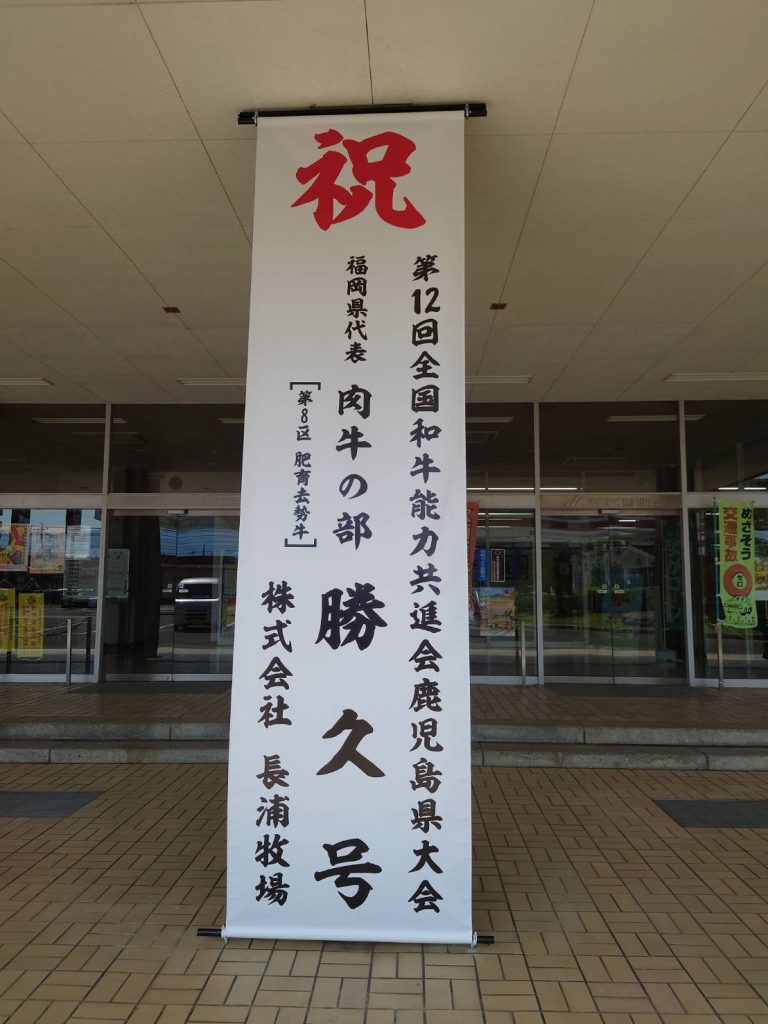 祝
第12回全国和牛能力共進会鹿児島県大会
福岡県代表 肉牛の部 勝久号
[第8区 肥育去勢牛]
株式会社 長浦牧場
めざそう
交通事故
ゼロ